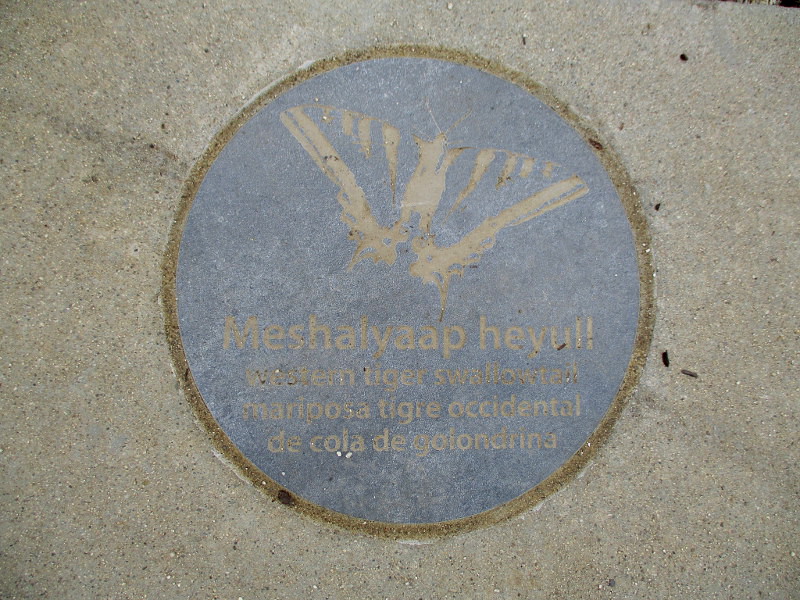 Meshalyaap heyull
western tiger swallowtail
mariposa tigre occidental
de cola de golondrina